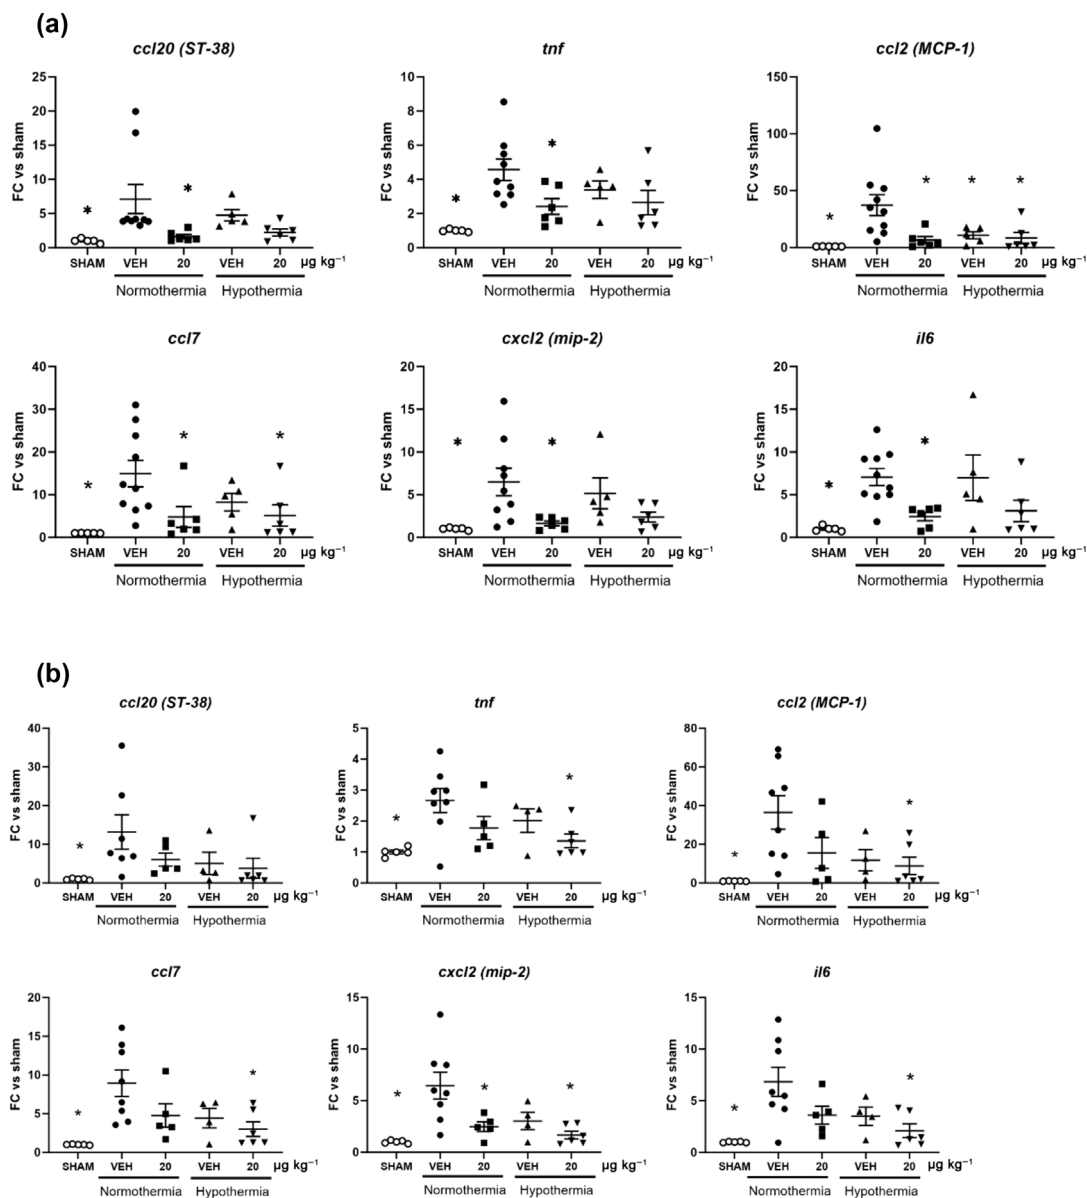 (a)
ccl20 (ST-38)
tnf
ccl2 (MCP-1)
FC vs sham
25
20
15
10
5
0
*
*
SHAM VEH 20 VEH 20 µg kg⁻¹
Normothermia Hypothermia
FC vs sham
10
8
6
4
2
0
*
*
SHAM VEH 20 VEH 20 µg kg⁻¹
Normothermia Hypothermia
FC vs sham
150
100
50
0
*
* * *
SHAM VEH 20 VEH 20 µg kg⁻¹
Normothermia Hypothermia
ccl7
cxcl2 (mip-2)
il6
FC vs sham
40
30
20
10
0
*
* *
SHAM VEH 20 VEH 20 µg kg⁻¹
Normothermia Hypothermia
FC vs sham
20
15
10
5
0
* *
SHAM VEH 20 VEH 20 µg kg⁻¹
Normothermia Hypothermia
FC vs sham
20
15
10
5
0
*
*
SHAM VEH 20 VEH 20 µg kg⁻¹
Normothermia Hypothermia
(b)
ccl20 (ST-38)
tnf
ccl2 (MCP-1)
FC vs sham
40
30
20
10
0
*
SHAM VEH 20 VEH 20 µg kg⁻¹
Normothermia Hypothermia
FC vs sham
5
4
3
2
1
0
*
*
SHAM VEH 20 VEH 20 µg kg⁻¹
Normothermia Hypothermia
FC vs sham
80
60
40
20
0
*
*
SHAM VEH 20 VEH 20 µg kg⁻¹
Normothermia Hypothermia
ccl7
cxcl2 (mip-2)
il6
FC vs sham
20
15
10
5
0
*
*
SHAM VEH 20 VEH 20 µg kg⁻¹
Normothermia Hypothermia
FC vs sham
15
10
5
0
*
* *
SHAM VEH 20 VEH 20 µg kg⁻¹
Normothermia Hypothermia
FC vs sham
15
10
5
0
*
*
SHAM VEH 20 VEH 20 µg kg⁻¹
Normothermia Hypothermia